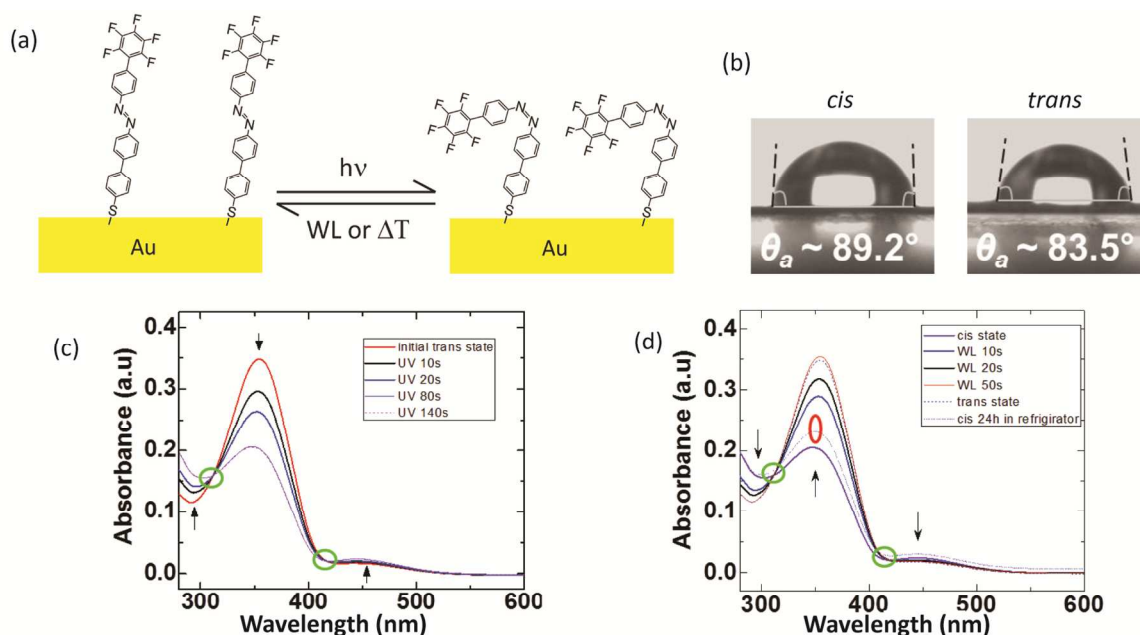 (a)
F
F
F
F
F
F
F
F
F
F
N
N
N
N
S
S
Au
hν
WL or ΔT
F
F
F
F
F
F
F
F
F
F
N
N
N
N
S
S
Au
(b)
cis
trans
θa ~ 89.2°
θa ~ 83.5°
(c)
0.4
0.3
0.2
0.1
0.0
Absorbance (a.u)
initial trans state
UV 10s
UV 20s
UV 80s
UV 140s
300
400
500
600
Wavelength (nm)
(d)
0.4
0.3
0.2
0.1
0.0
Absorbance (a.u)
cis state
WL 10s
WL 20s
WL 50s
trans state
cis 24h in refrigirator
300
400
500
600
Wavelength (nm)